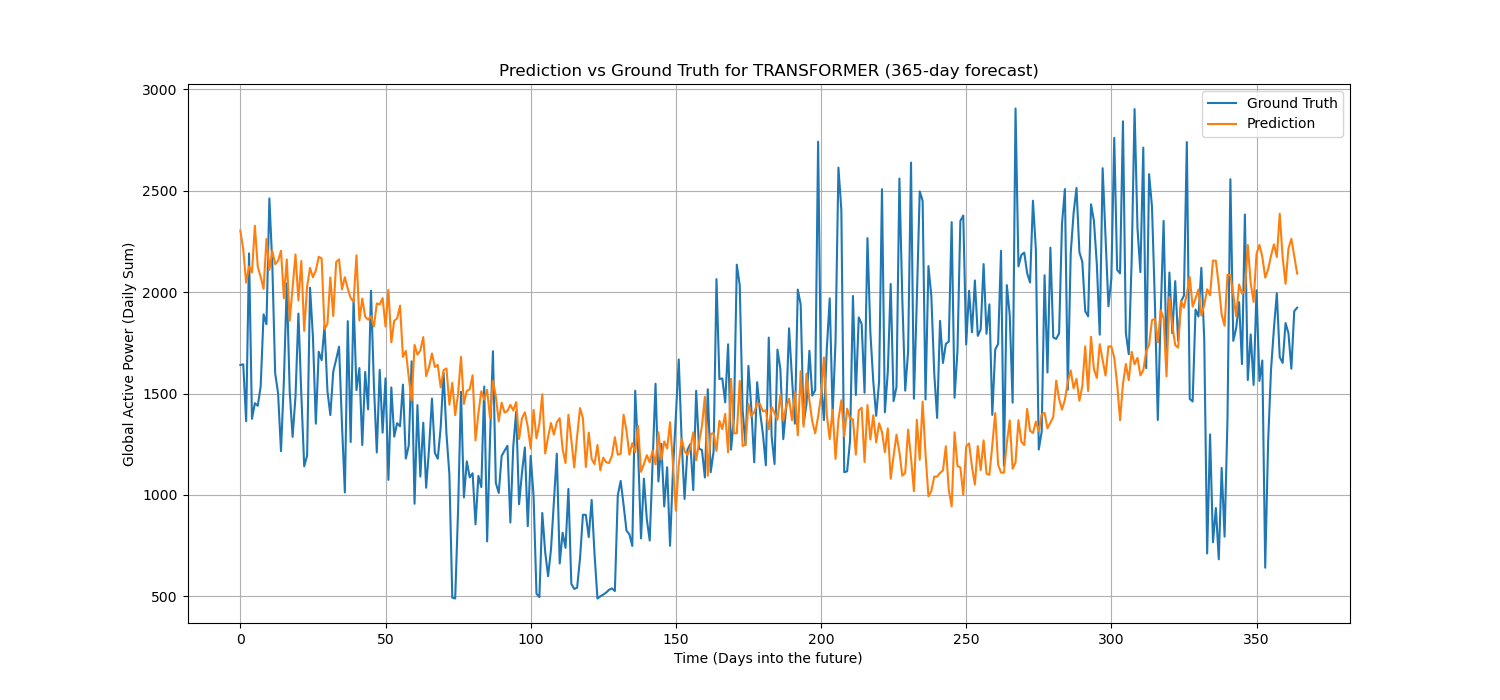 Prediction vs Ground Truth for TRANSFORMER (365-day forecast)
Ground Truth
Prediction
Global Active Power (Daily Sum)
3000
2500
2000
1500
1000
500
0 50 100 150 200 250 300 350
Time (Days into the future)